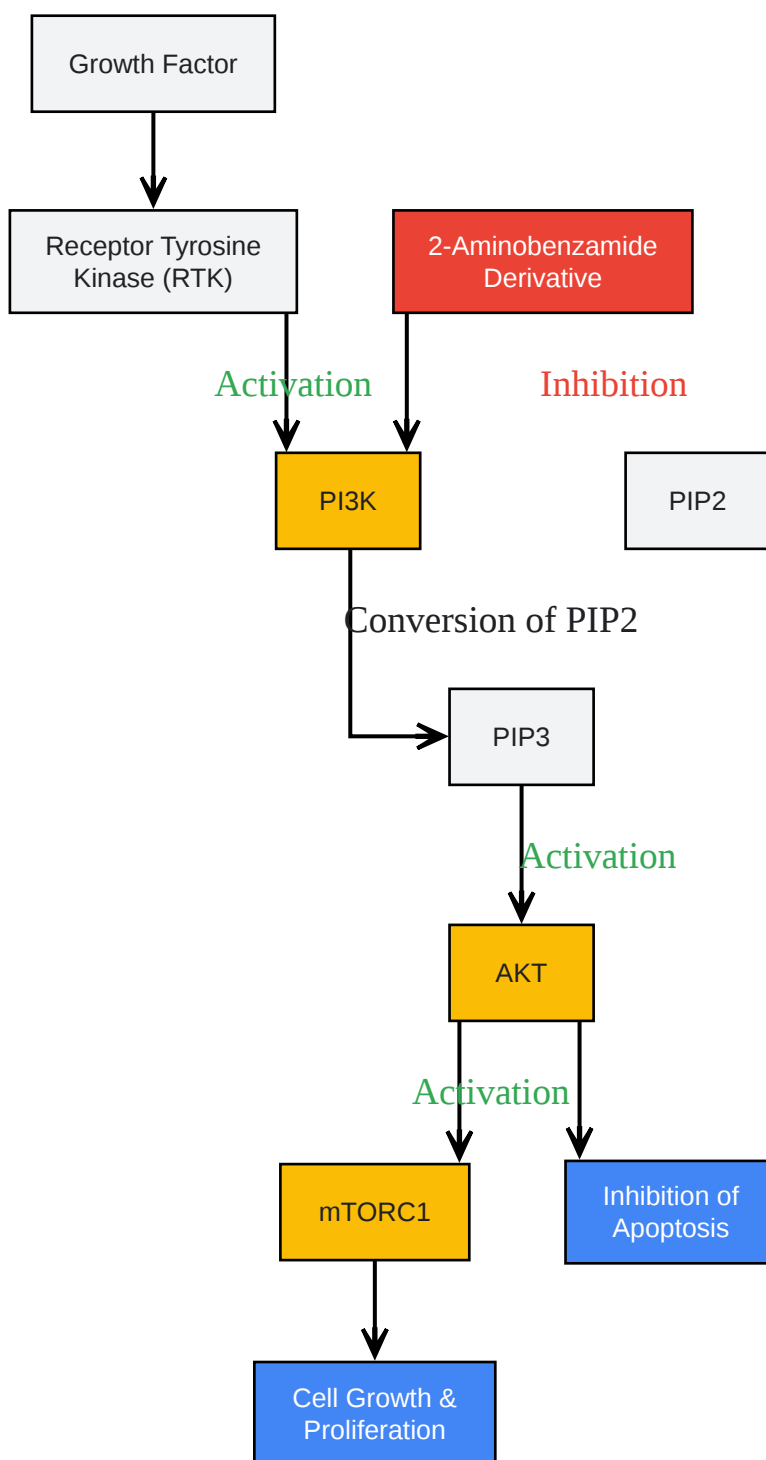 Growth Factor
Receptor Tyrosine
Kinase (RTK)
2-Aminobenzamide
Derivative
Activation
Inhibition
PI3K
PIP2
Conversion of PIP2
PIP3
Activation
AKT
Activation
mTORC1
Inhibition of
Apoptosis
Cell Growth &
Proliferation